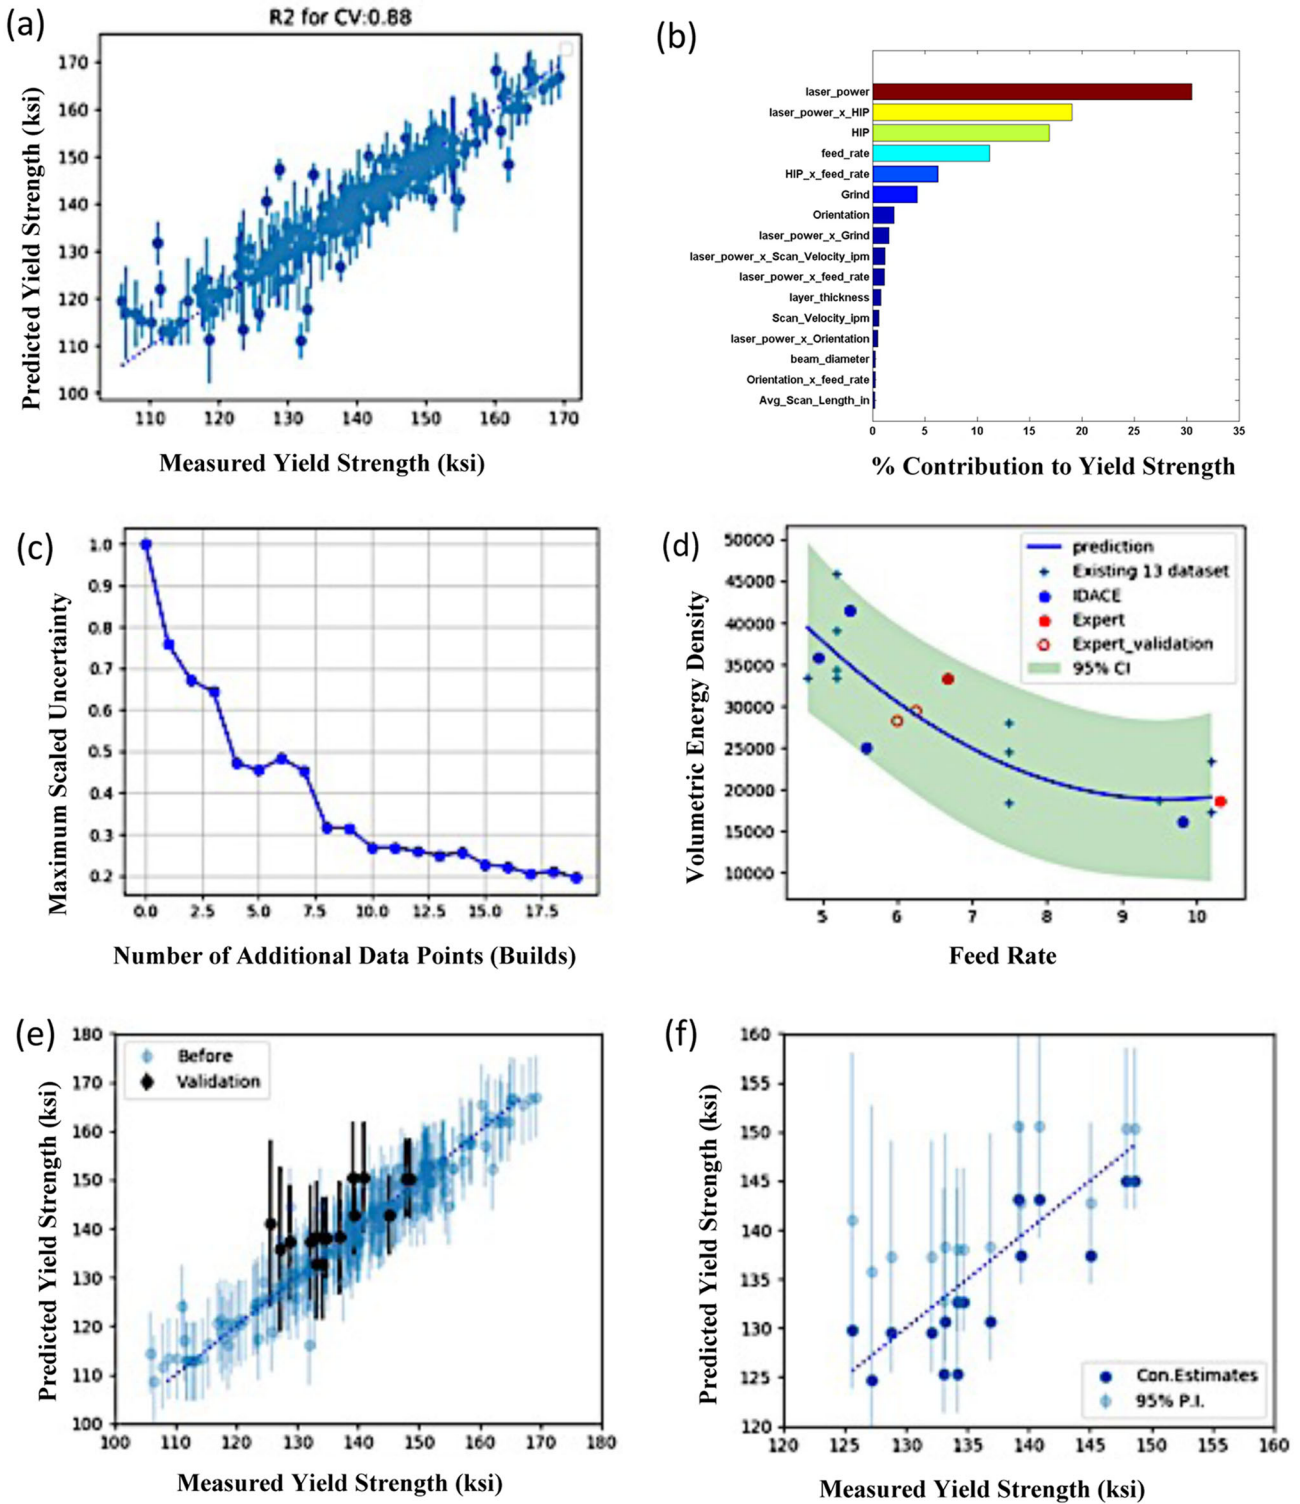 (a)
R2 for CV:0.88
Predicted Yield Strength (ksi)
170
160
150
140
130
120
110
100
110 120 130 140 150 160 170
Measured Yield Strength (ksi)
(b)
laser_power
laser_power_x_HIP
HIP
feed_rate
HIP_x_feed_rate
Grind
Orientation
laser_power_x_Grind
laser_power_x_Scan_Velocity_ipm
laser_power_x_feed_rate
layer_thickness
Scan_Velocity_ipm
laser_power_x_Orientation
beam_diameter
Orientation_x_feed_rate
Avg_Scan_Length_in
0 5 10 15 20 25 30 35
% Contribution to Yield Strength
(c)
Maximum Scaled Uncertainty
1.0
0.9
0.8
0.7
0.6
0.5
0.4
0.3
0.2
0.0 2.5 5.0 7.5 10.0 12.5 15.0 17.5
Number of Additional Data Points (Builds)
(d)
Volumetric Energy Density
50000
45000
40000
35000
30000
25000
20000
15000
10000
prediction
Existing 13 dataset
IDACE
Expert
Expert_validation
95% CI
5 6 7 8 9 10
Feed Rate
(e)
Predicted Yield Strength (ksi)
180
170
160
150
140
130
120
110
100
Before
Validation
100 110 120 130 140 150 160 170 180
Measured Yield Strength (ksi)
(f)
Predicted Yield Strength (ksi)
160
155
150
145
140
135
130
125
120
Con.Estimates
95% P.I.
120 125 130 135 140 145 150 155 160
Measured Yield Strength (ksi)